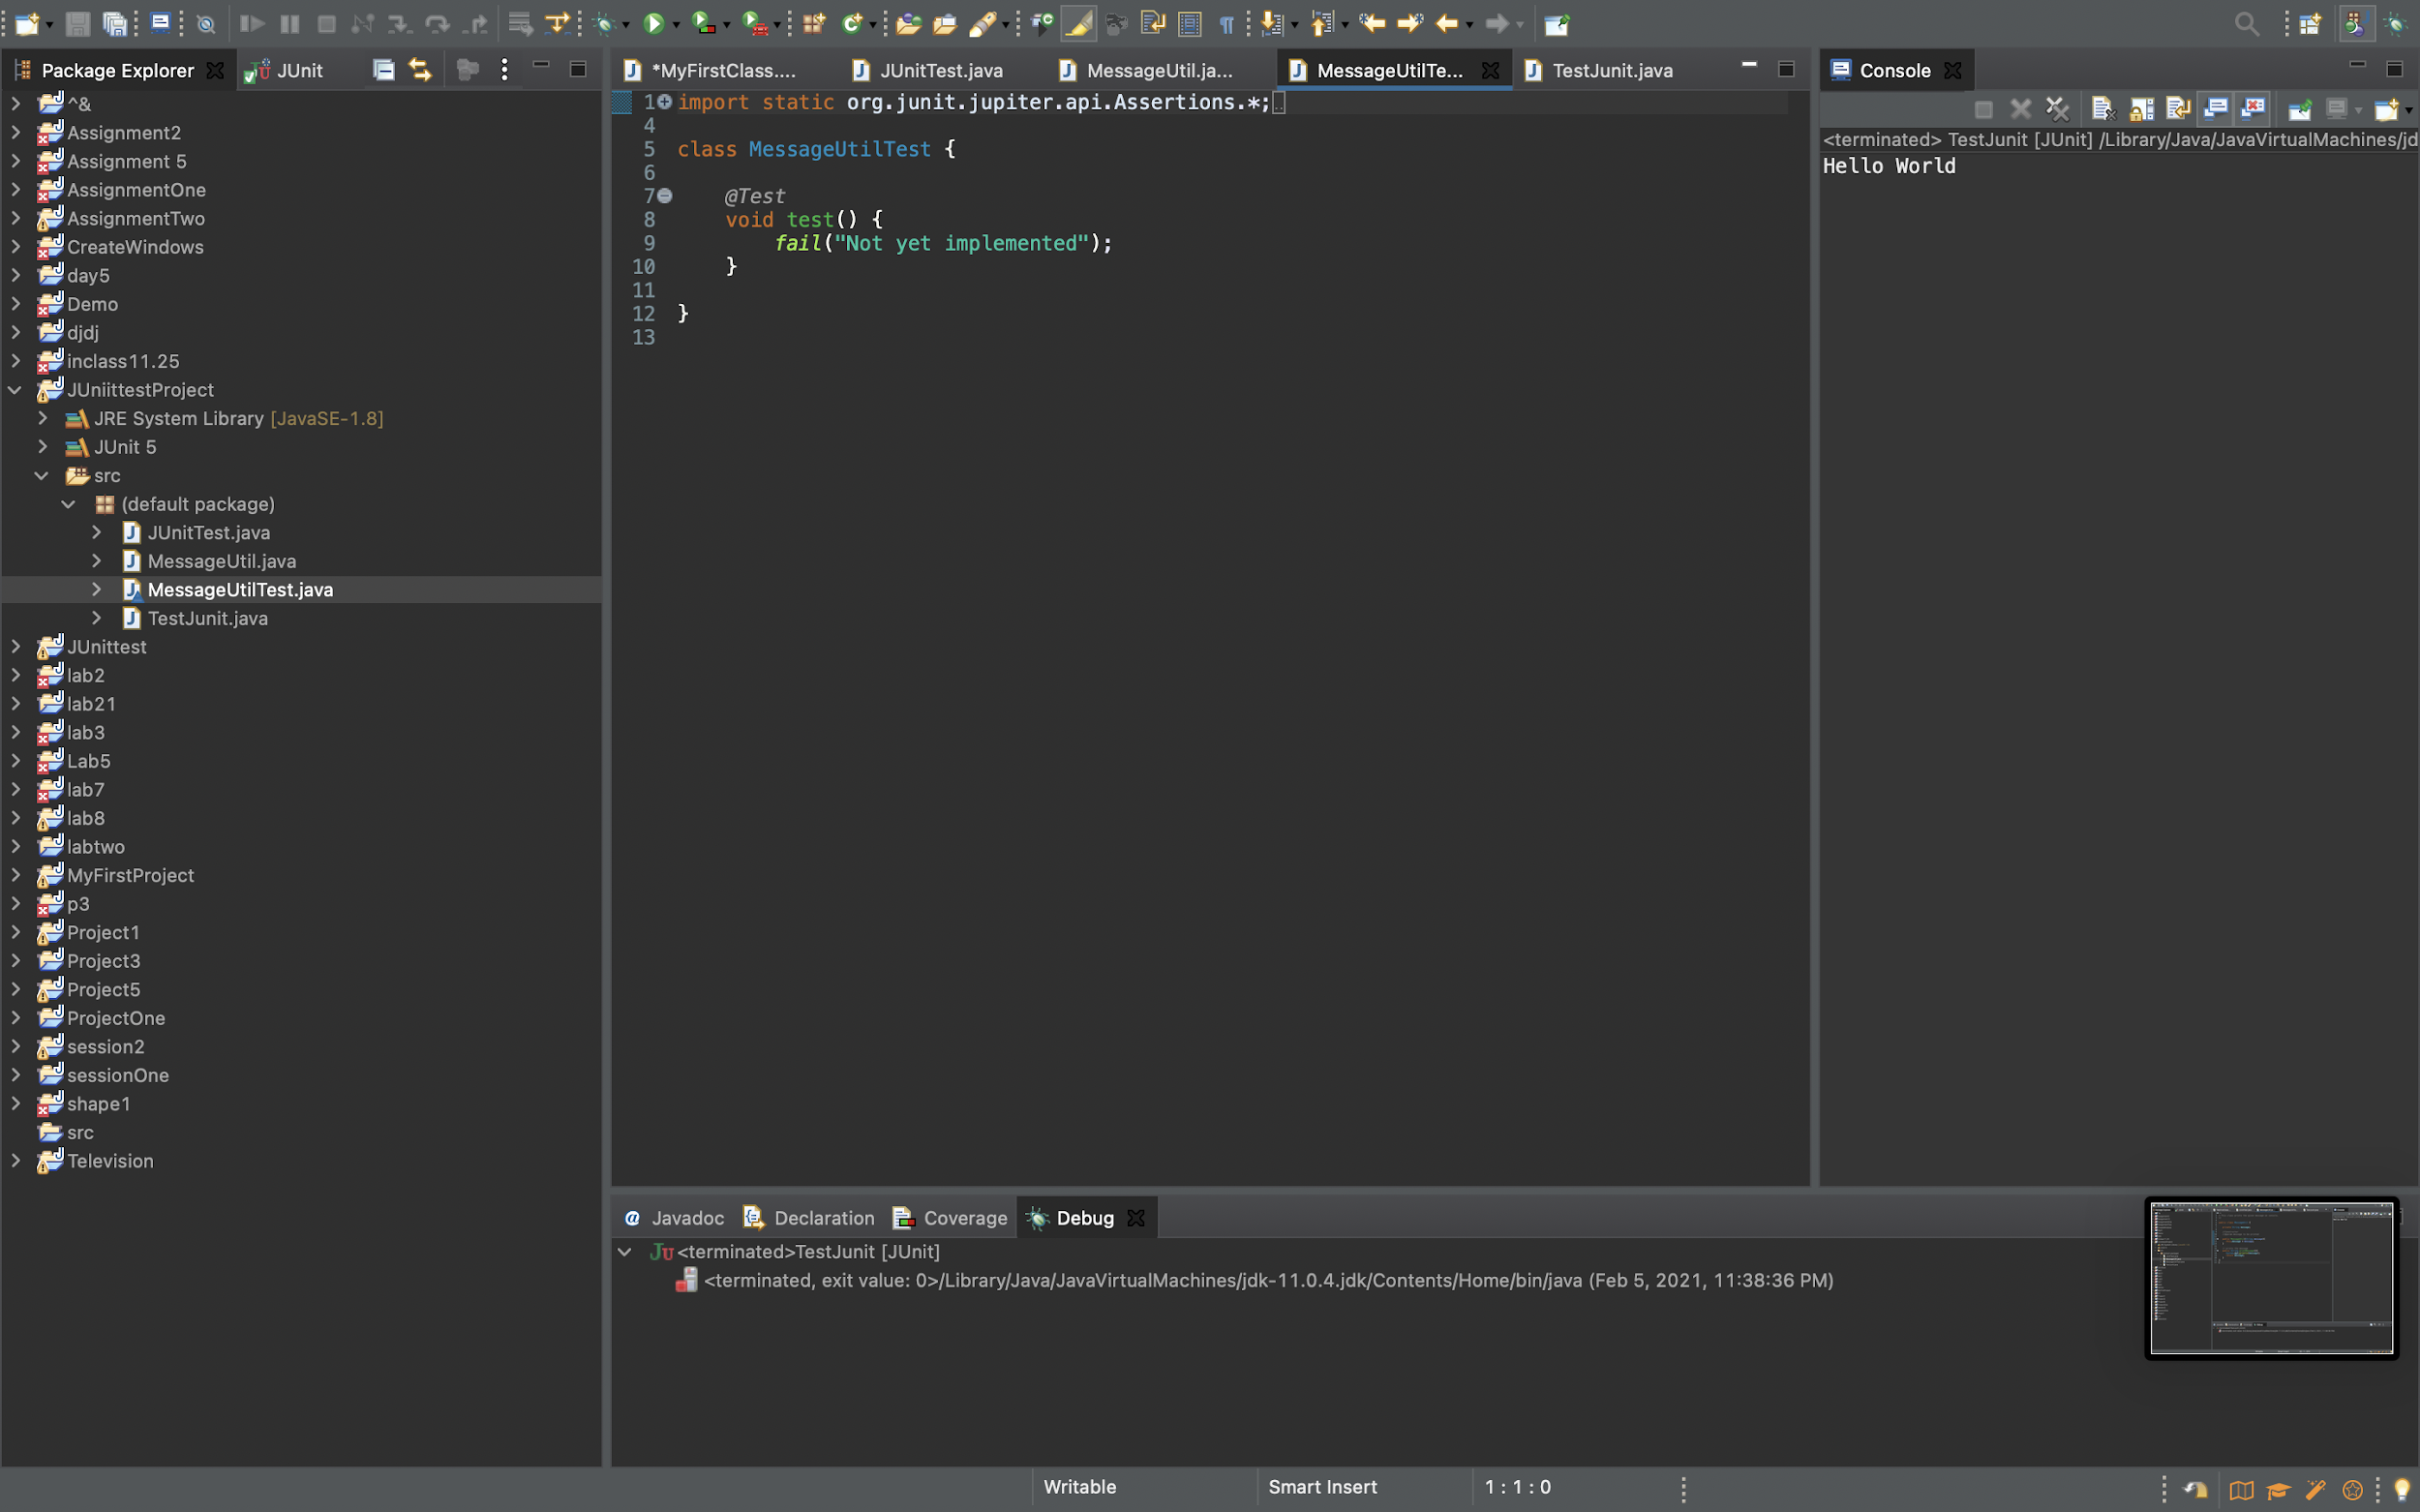 Package Explorer
JUnit
^&
Assignment2
Assignment 5
AssignmentOne
AssignmentTwo
CreateWindows
day5
Demo
djdj
inclass11.25
JUniittestProject
JRE System Library [JavaSE-1.8]
JUnit 5
src
(default package)
JUnitTest.java
MessageUtil.java
MessageUtilTest.java
TestJunit.java
JUnittest
lab2
lab21
lab3
Lab5
lab7
lab8
labtwo
MyFirstProject
p3
Project1
Project3
Project5
ProjectOne
session2
sessionOne
shape1
src
Television
*MyFirstClass....
JUnitTest.java
MessageUtil.ja...
MessageUtilTe...
TestJunit.java
1 import static org.junit.jupiter.api.Assertions.*;
4
5 class MessageUtilTest {
6
7 @Test
8 void test() {
9 fail("Not yet implemented");
10 }
11
12 }
13
Console
<terminated> TestJunit [JUnit] /Library/Java/JavaVirtualMachines/jd
Hello World
@ Javadoc
Declaration
Coverage
Debug
Ju <terminated>TestJunit [JUnit]
<terminated, exit value: 0>/Library/Java/JavaVirtualMachines/jdk-11.0.4.jdk/Contents/Home/bin/java (Feb 5, 2021, 11:38:36 PM)
Writable
Smart Insert
1 : 1 : 0